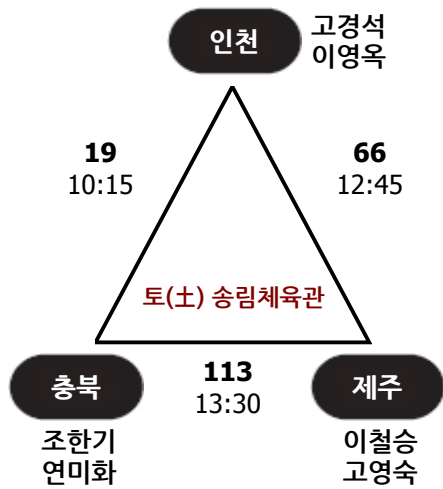 인천
고경석
이영옥
19
10:15
66
12:45
토(土) 송림체육관
충북
113
13:30
제주
조한기
연미화
이철승
고영숙